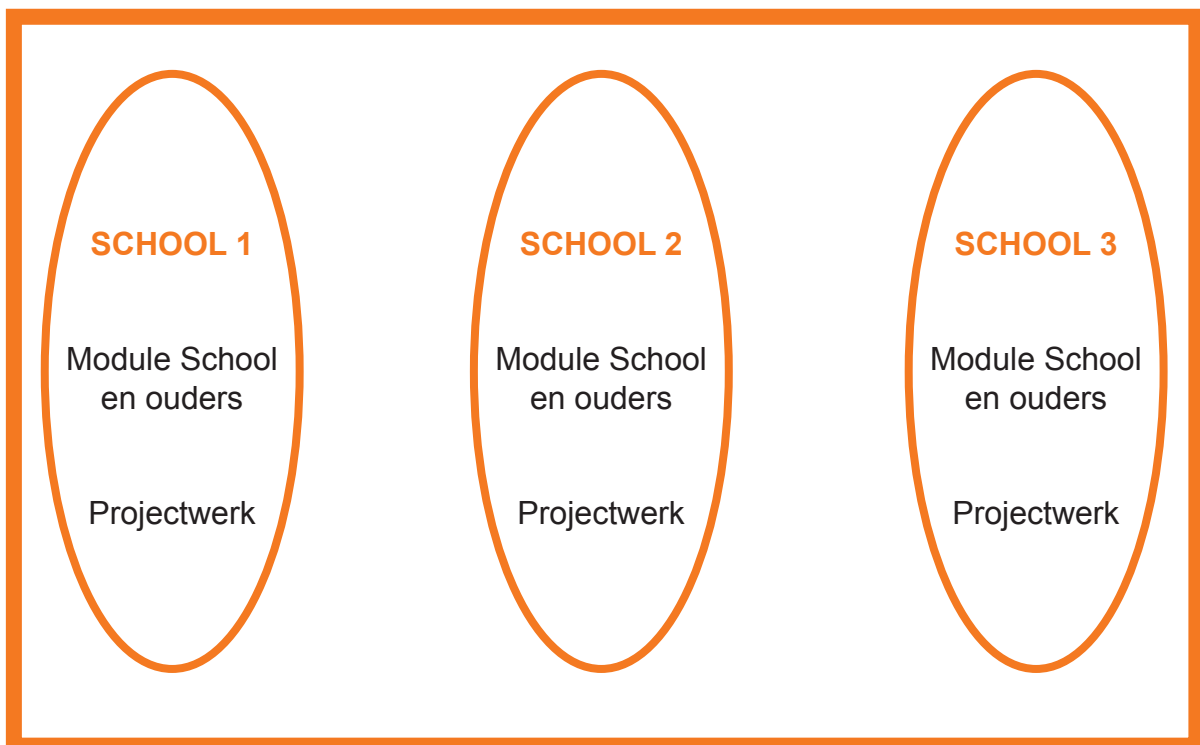 SCHOOL 1
Module School
en ouders
Projectwerk
SCHOOL 2
Module School
en ouders
Projectwerk
SCHOOL 3
Module School
en ouders
Projectwerk